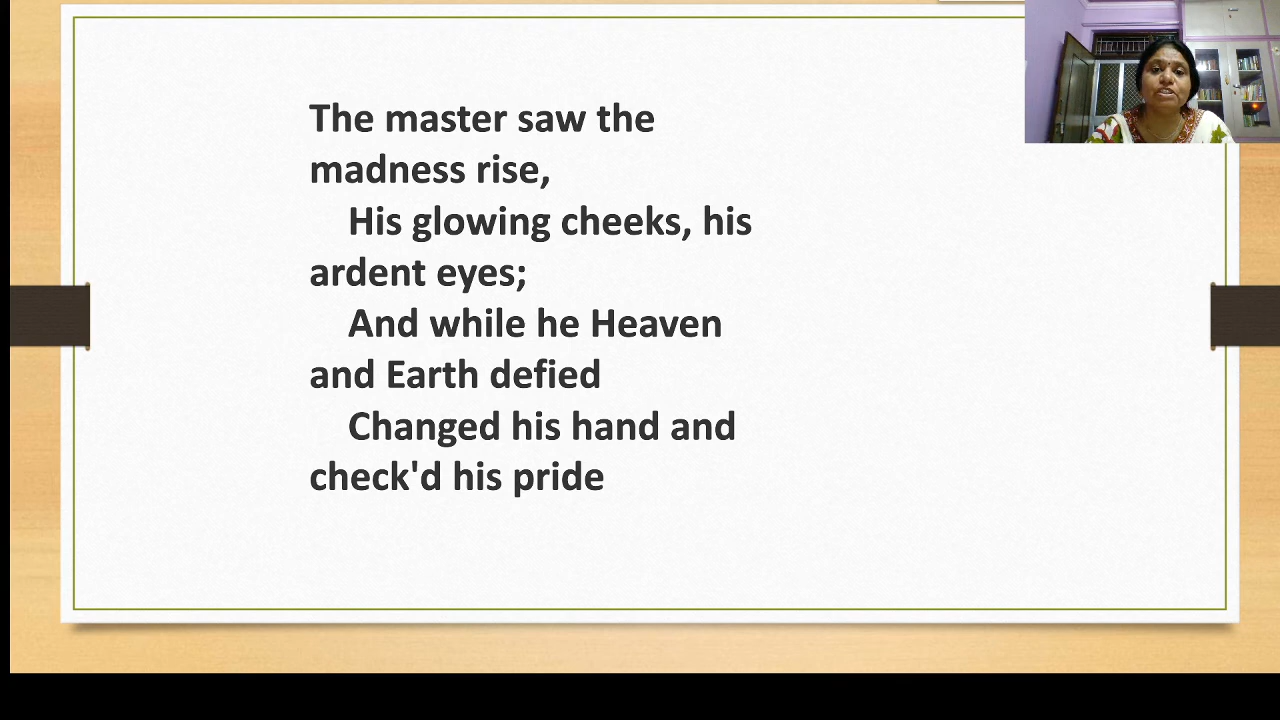 The master saw the
madness rise,
His glowing cheeks, his
ardent eyes;
And while he Heaven
and Earth defied
Changed his hand and
check'd his pride